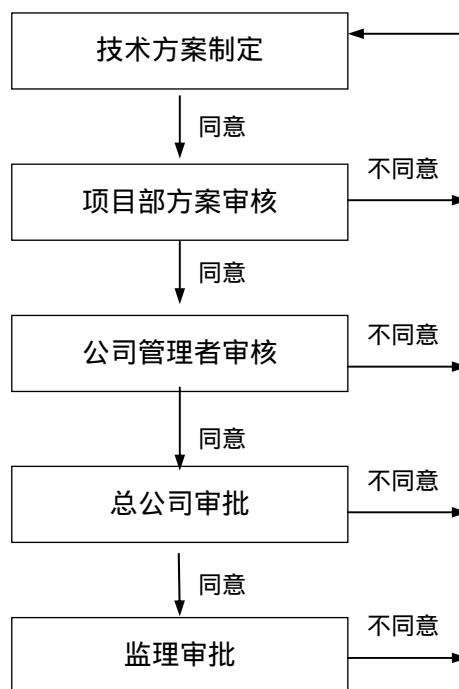 技术方案制定
同意
不同意
项目部方案审核
同意
不同意
公司管理者审核
同意
不同意
总公司审批
同意
不同意
监理审批